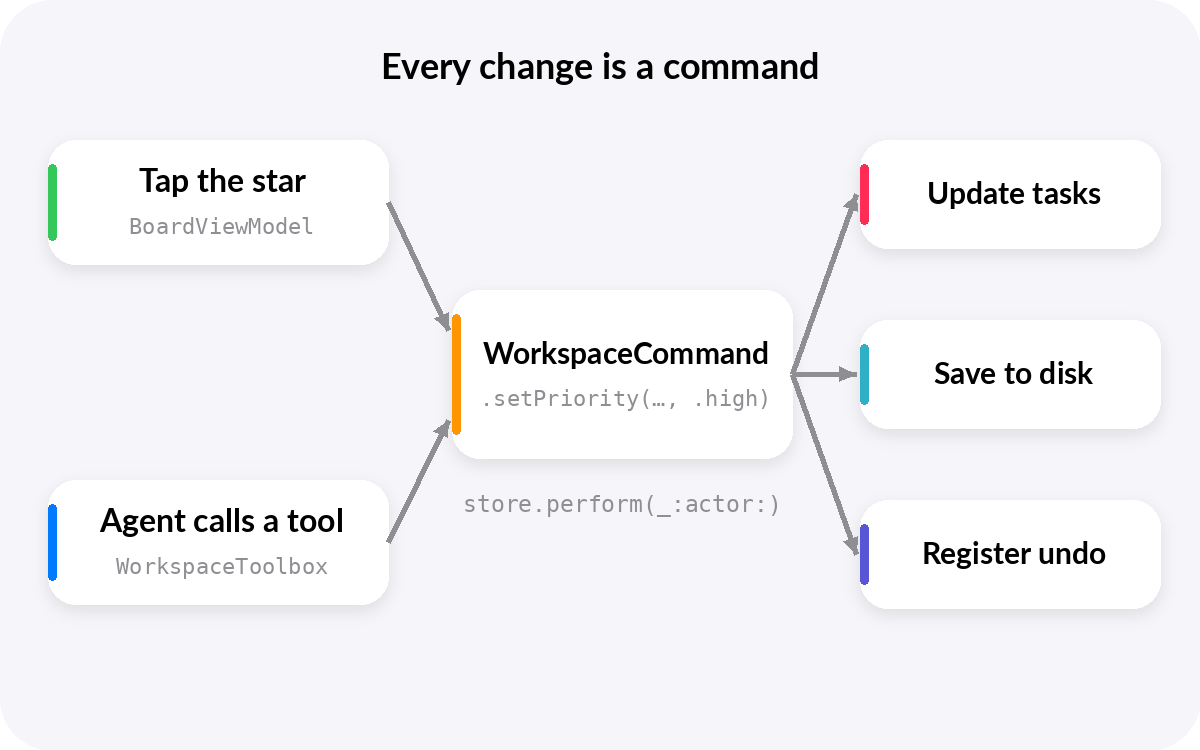 Every change is a command
Tap the star
BoardViewModel
Agent calls a tool
WorkspaceToolbox
WorkspaceCommand
.setPriority(…, .high)
store.perform(_:actor:)
Update tasks
Save to disk
Register undo